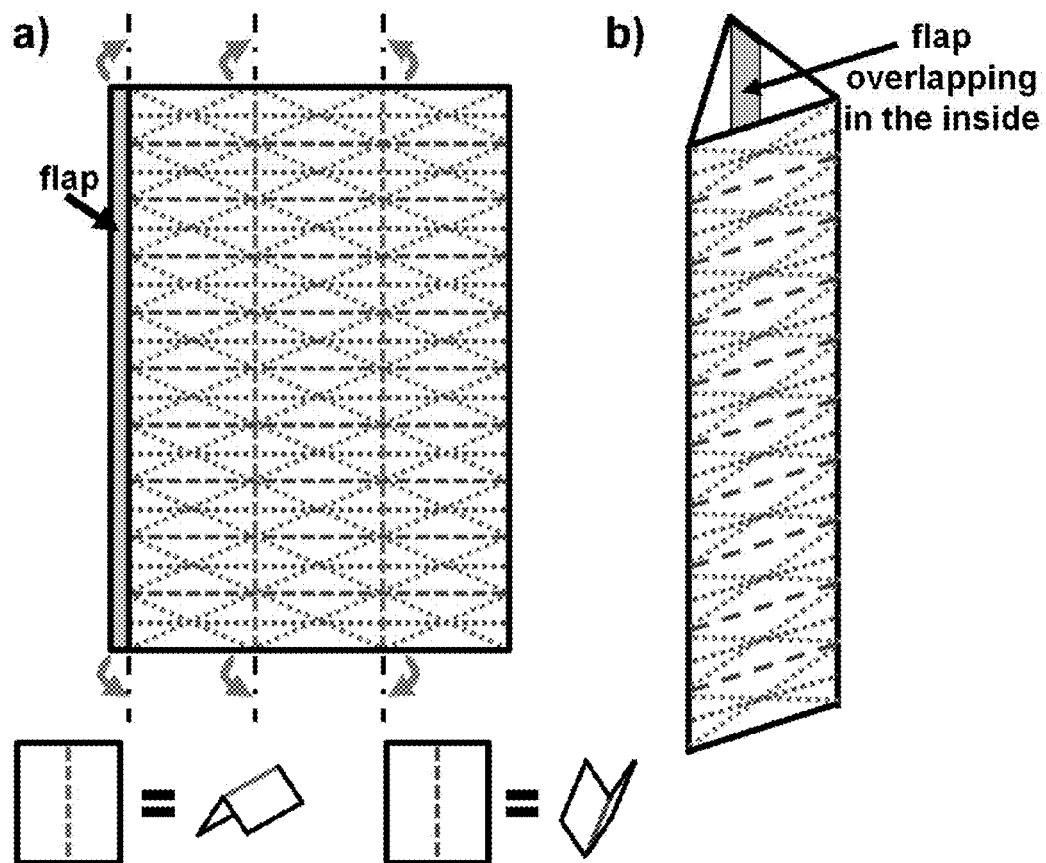 a)
b)
flap
overlapping
in the inside
flap
=
=